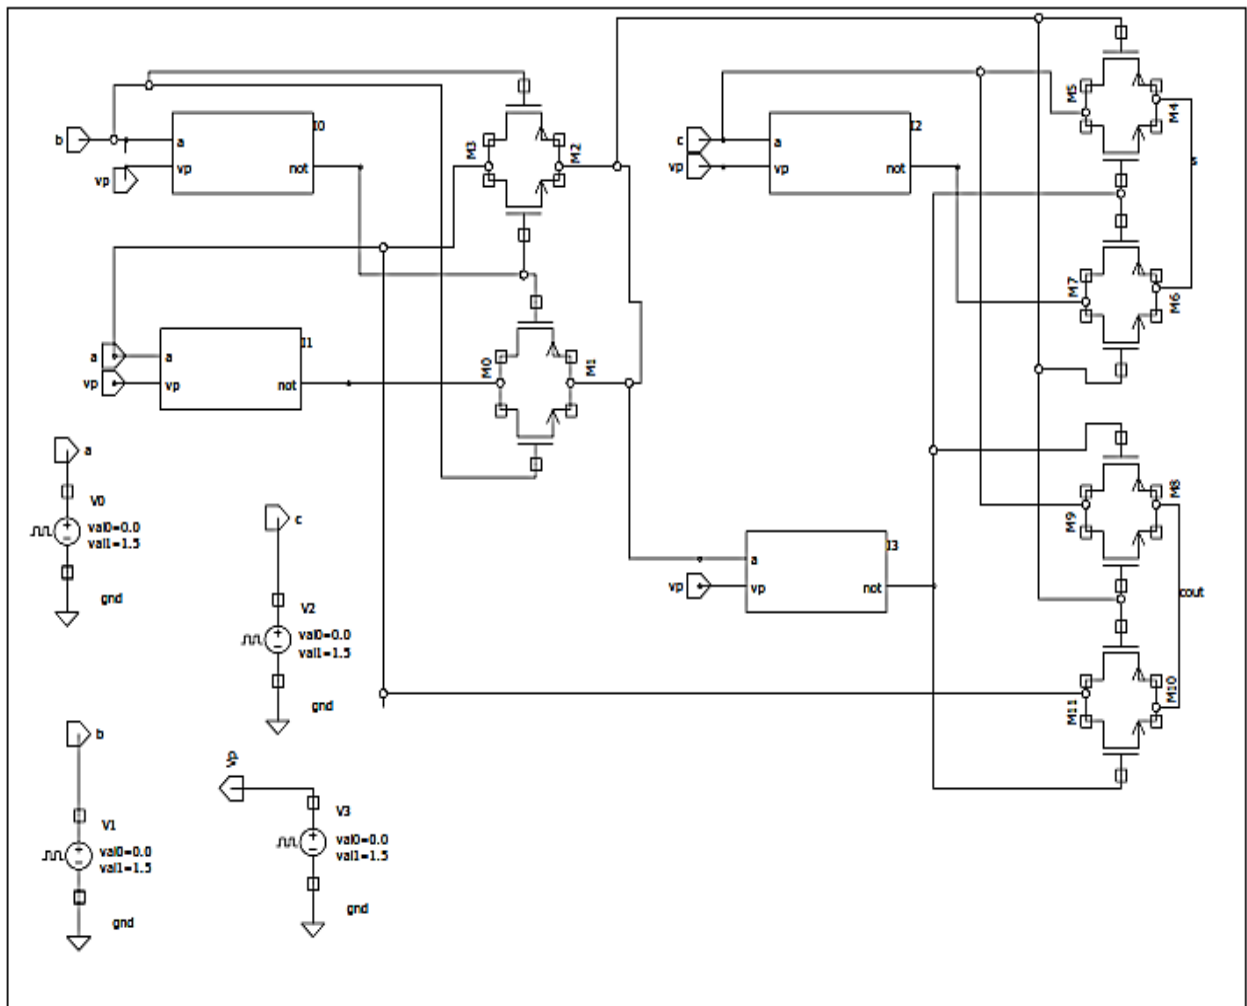 M5
M4
b
a
I0
vp
not
vp
M3
M2
c
a
I2
vp
vp
not
s
M7
M6
a
a
I1
vp
vp
not
M0
M1
a
V0
val0=0.0
val1=1.5
gnd
c
V2
val0=0.0
val1=1.5
gnd
M9
M8
a
I3
vp
vp
not
cout
M11
M10
b
V1
val0=0.0
val1=1.5
gnd
Vp
V3
val0=0.0
val1=1.5
gnd